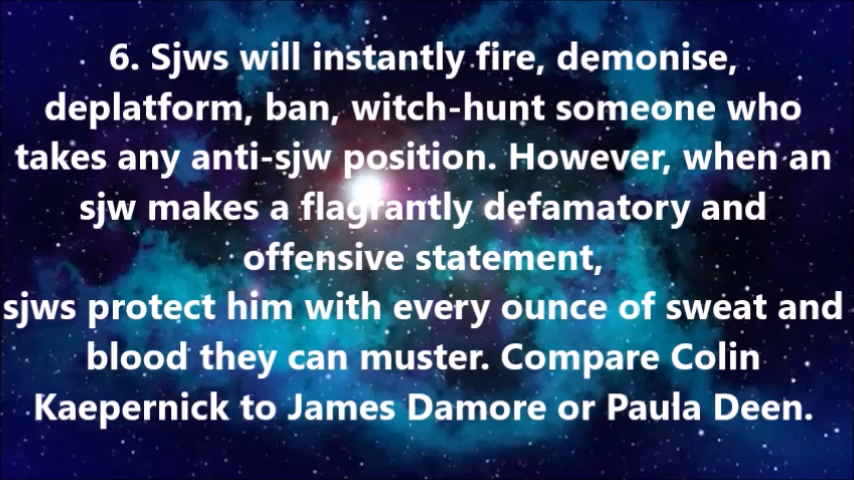 6. Sjws will instantly fire, demonise,
deplatform, ban, witch-hunt someone who
takes any anti-sjw position. However, when an
sjw makes a flagrantly defamatory and
offensive statement,
sjws protect him with every ounce of sweat and
blood they can muster. Compare Colin
Kaepernick to James Damore or Paula Deen.